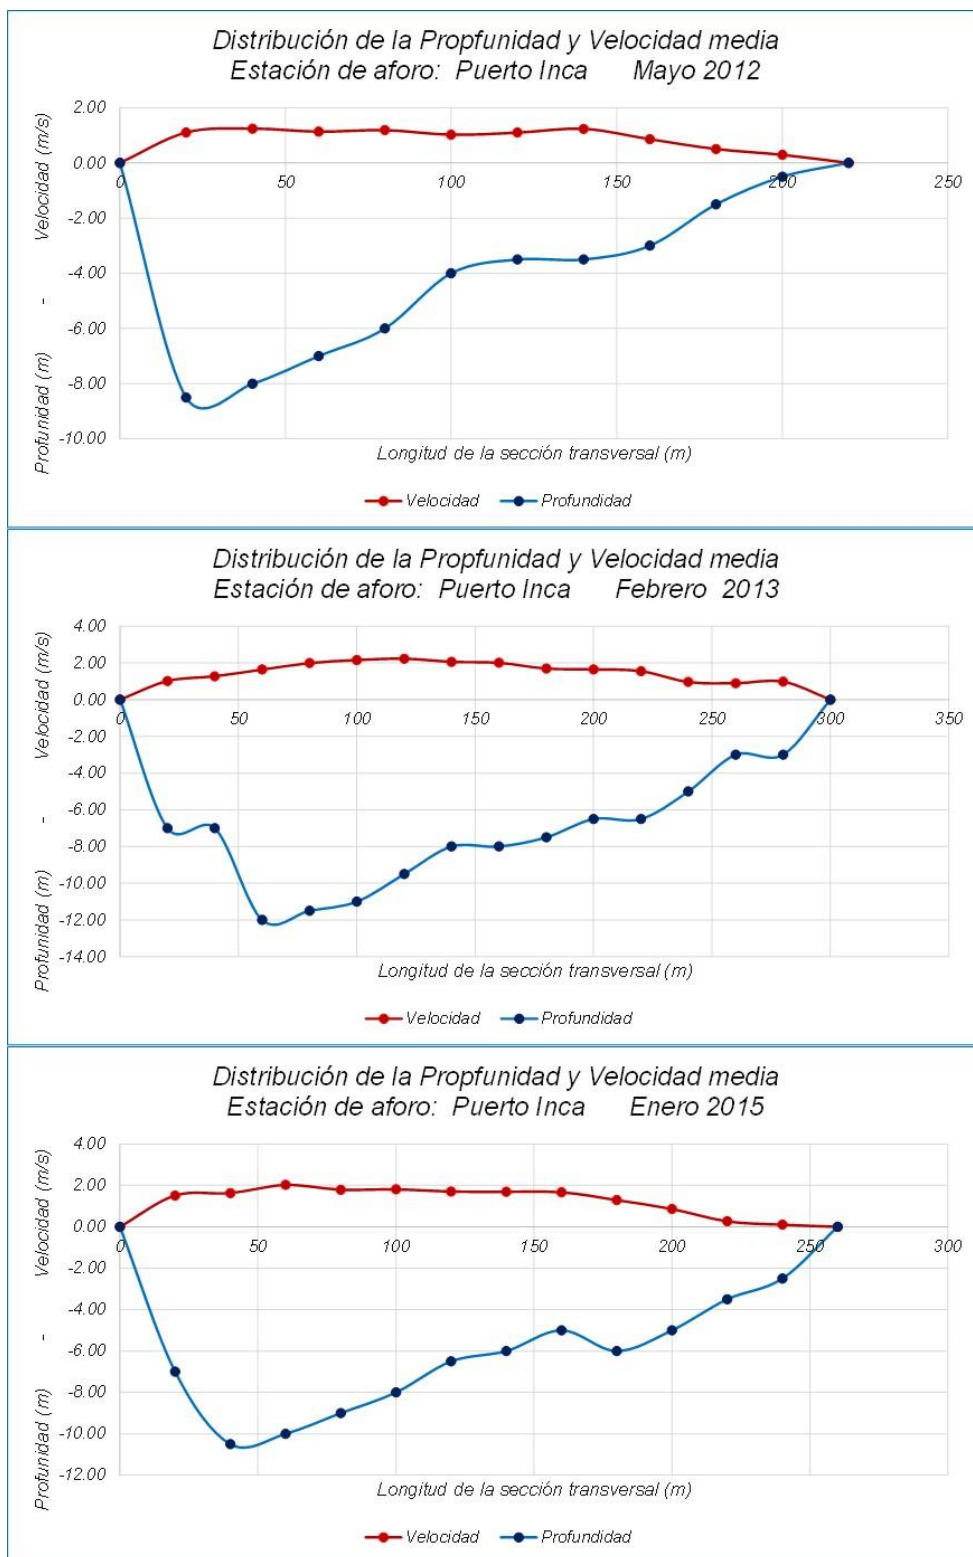 Distribución de la Propfunidad y Velocidad media
Estación de aforo: Puerto Inca Mayo 2012
2.00
0.00
-2.00
-4.00
-6.00
-8.00
-10.00
0 50 100 150 200 250
Profunidad (m) - Velocidad (m/s)
Longitud de la sección transversal (m)
Velocidad Profundidad
Distribución de la Propfunidad y Velocidad media
Estación de aforo: Puerto Inca Febrero 2013
4.00
2.00
0.00
-2.00
-4.00
-6.00
-8.00
-10.00
-12.00
-14.00
0 50 100 150 200 250 300 350
Profunidad (m) - Velocidad (m/s)
Longitud de la sección transversal (m)
Velocidad Profundidad
Distribución de la Propfunidad y Velocidad media
Estación de aforo: Puerto Inca Enero 2015
4.00
2.00
0.00
-2.00
-4.00
-6.00
-8.00
-10.00
-12.00
0 50 100 150 200 250 300
Profunidad (m) - Velocidad (m/s)
Longitud de la sección transversal (m)
Velocidad Profundidad